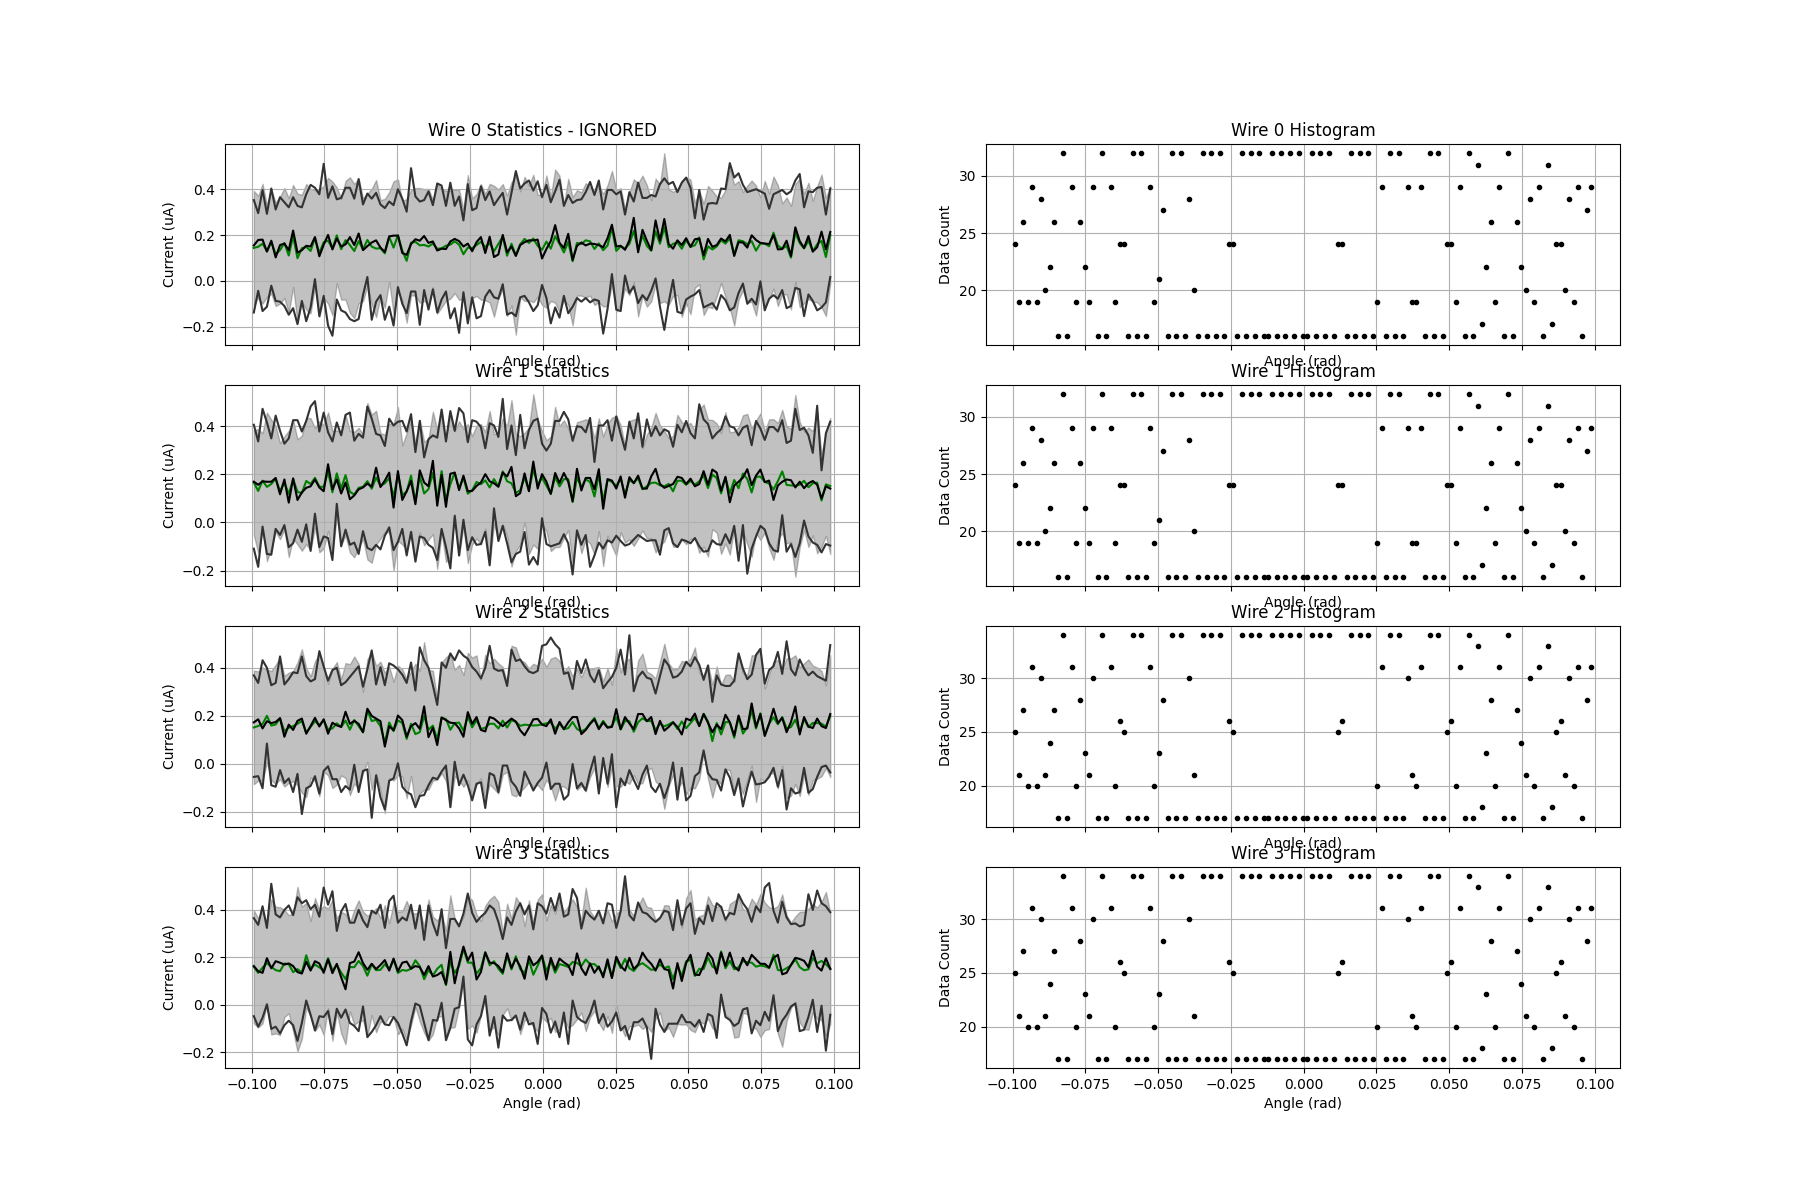 Wire 0 Statistics - IGNORED
Current (uA)
0.4
0.2
0.0
−0.2
Angle (rad)
Wire 0 Histogram
Data Count
30
25
20
Angle (rad)
Wire 1 Statistics
Current (uA)
0.4
0.2
0.0
−0.2
Angle (rad)
Wire 1 Histogram
Data Count
30
25
20
Angle (rad)
Wire 2 Statistics
Current (uA)
0.4
0.2
0.0
−0.2
Angle (rad)
Wire 2 Histogram
Data Count
30
25
20
Angle (rad)
Wire 3 Statistics
Current (uA)
0.4
0.2
0.0
−0.2
−0.100 −0.075 −0.050 −0.025 0.000 0.025 0.050 0.075 0.100
Angle (rad)
Wire 3 Histogram
Data Count
30
25
20
−0.100 −0.075 −0.050 −0.025 0.000 0.025 0.050 0.075 0.100
Angle (rad)